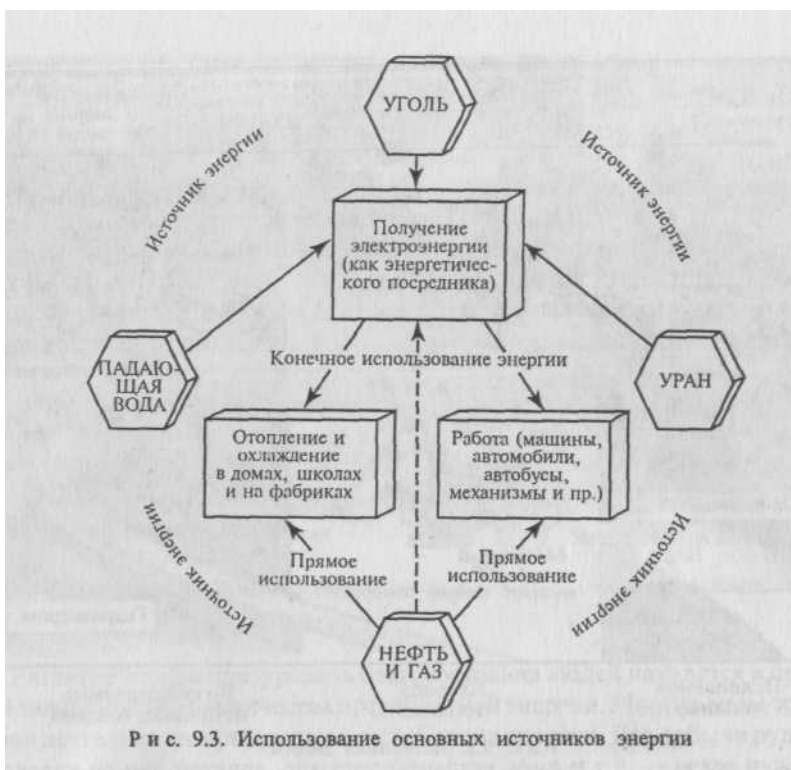 УГОЛЬ
Источник энергии
Источник энергии
Получение
электроэнергии
(как энергетичес-
кого посредника)
ПАДАЮ-
ЩАЯ
ВОДА
Конечное использование энергии
УРАН
Отопление и
охлаждение
в домах, школах
и на фабриках
Работа (машины,
автомобили,
автобусы,
механизмы и пр.)
Источник энергии
Прямое
использование
Прямое
использование
Источник энергии
НЕФТЬ
И ГАЗ
Рис. 9.3. Использование основных источников энергии